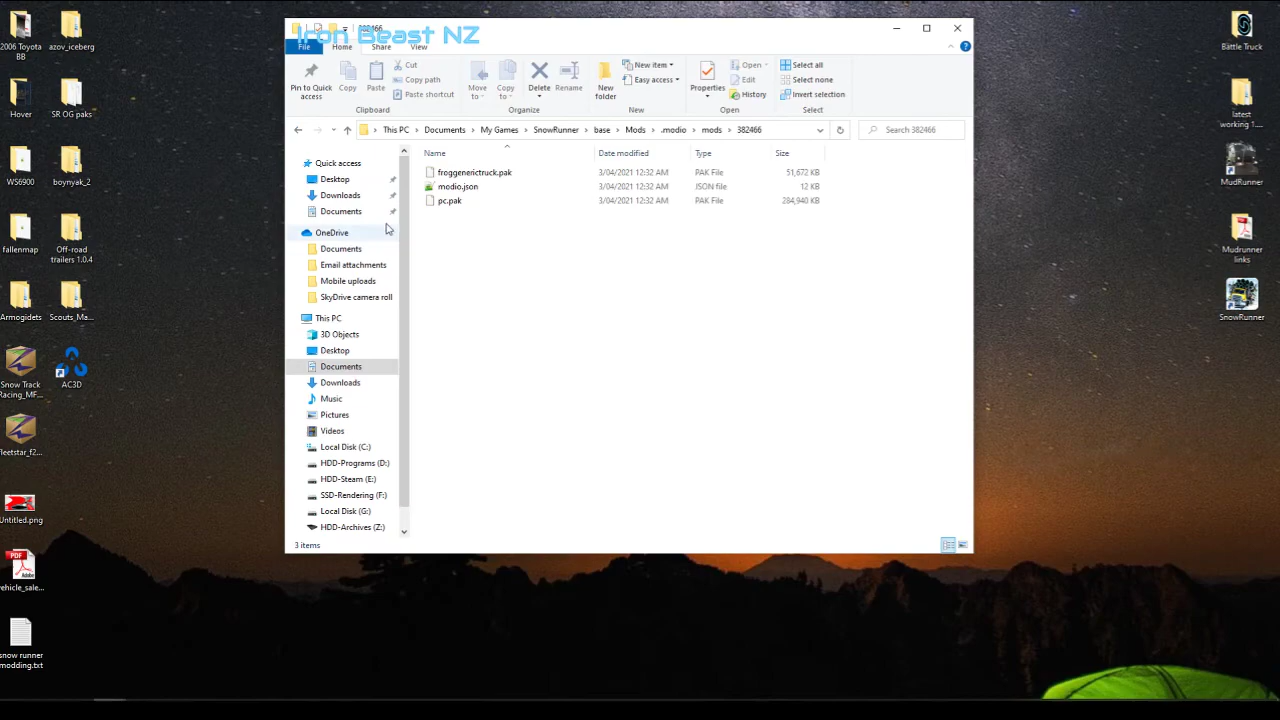 382466
Iron Beast NZ
File
Home
Share
View
Pin to Quick
access
Copy
Paste
Cut
Copy path
Paste shortcut
Clipboard
Move
to
Copy
to
Delete
Rename
Organize
New
folder
New item
Easy access
New
Properties
Open
Edit
History
Open
Select all
Select none
Invert selection
Select
This PC > Documents > My Games > SnowRunner > base > Mods > .modio > mods > 382466
Search 382466
Name
Date modified
Type
Size
froggenerictruck.pak 3/04/2021 12:32 AM PAK File 51,672 KB
modio.json 3/04/2021 12:32 AM JSON file 12 KB
pc.pak 3/04/2021 12:32 AM PAK File 284,940 KB
Quick access
Desktop
Downloads
Documents
OneDrive
Documents
Email attachments
Mobile uploads
SkyDrive camera roll
This PC
3D Objects
Desktop
Documents
Downloads
Music
Pictures
Videos
Local Disk (C:)
HDD-Programs (D:)
HDD-Steam (E:)
SSD-Rendering (F:)
Local Disk (G:)
HDD-Archives (Z:)
3 items
2006 Toyota
BB
azov_iceberg
Hover
SR OG paks
WS6900
boynyak_2
fallenmap
Off-road
trailers 1.0.4
Armogidets
Scouts_Ma...
Snow Track
Racing_MF...
AC3D
fleetstar_f2...
Untitled.png
PDF
Adobe
vehicle_sale...
snow runner
modding.txt
Battle Truck
latest
working 1....
MudRunner
Mudrunner
links
SnowRunner